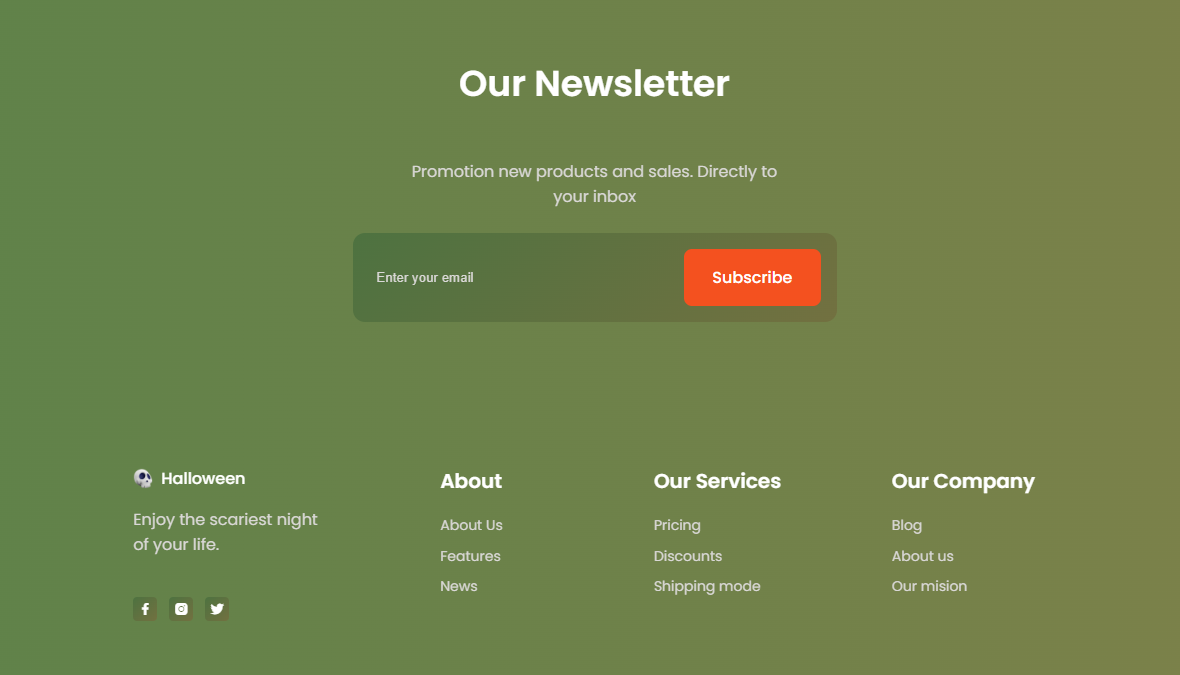 Our Newsletter
Promotion new products and sales. Directly to
your inbox
Enter your email
Subscribe
Halloween
Enjoy the scariest night
of your life.
About
About Us
Features
News
Our Services
Pricing
Discounts
Shipping mode
Our Company
Blog
About us
Our mision